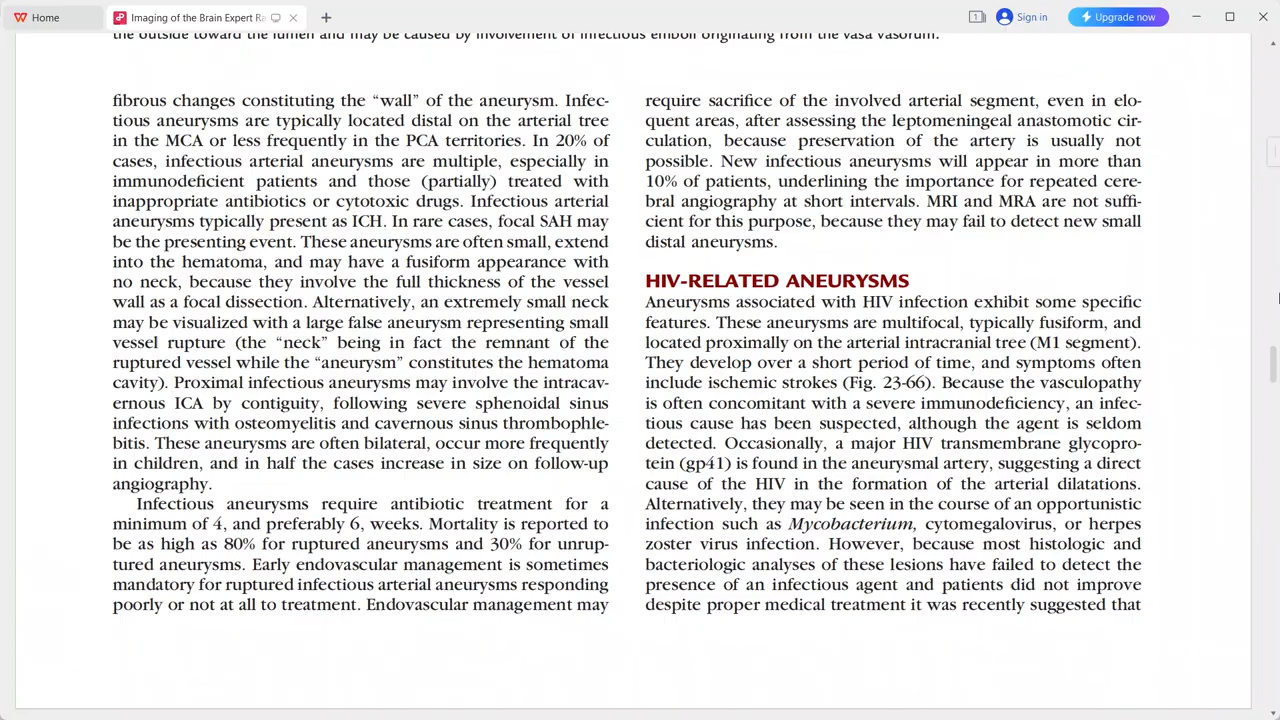 Home
Imaging of the Brain Expert Ra
Sign in
Upgrade now
the outside toward the lumen and may be caused by involvement of infectious emboli originating from the vasa vasorum.
fibrous changes constituting the “wall” of the aneurysm. Infec-
tious aneurysms are typically located distal on the arterial tree
in the MCA or less frequently in the PCA territories. In 20% of
cases, infectious arterial aneurysms are multiple, especially in
immunodeficient patients and those (partially) treated with
inappropriate antibiotics or cytotoxic drugs. Infectious arterial
aneurysms typically present as ICH. In rare cases, focal SAH may
be the presenting event. These aneurysms are often small, extend
into the hematoma, and may have a fusiform appearance with
no neck, because they involve the full thickness of the vessel
wall as a focal dissection. Alternatively, an extremely small neck
may be visualized with a large false aneurysm representing small
vessel rupture (the “neck” being in fact the remnant of the
ruptured vessel while the “aneurysm” constitutes the hematoma
cavity). Proximal infectious aneurysms may involve the intracav-
ernous ICA by contiguity, following severe sphenoidal sinus
infections with osteomyelitis and cavernous sinus thrombophle-
bitis. These aneurysms are often bilateral, occur more frequently
in children, and in half the cases increase in size on follow-up
angiography.
Infectious aneurysms require antibiotic treatment for a
minimum of 4, and preferably 6, weeks. Mortality is reported to
be as high as 80% for ruptured aneurysms and 30% for unrup-
tured aneurysms. Early endovascular management is sometimes
mandatory for ruptured infectious arterial aneurysms responding
poorly or not at all to treatment. Endovascular management may
require sacrifice of the involved arterial segment, even in elo-
quent areas, after assessing the leptomeningeal anastomotic cir-
culation, because preservation of the artery is usually not
possible. New infectious aneurysms will appear in more than
10% of patients, underlining the importance for repeated cere-
bral angiography at short intervals. MRI and MRA are not suffi-
cient for this purpose, because they may fail to detect new small
distal aneurysms.
HIV-RELATED ANEURYSMS
Aneurysms associated with HIV infection exhibit some specific
features. These aneurysms are multifocal, typically fusiform, and
located proximally on the arterial intracranial tree (M1 segment).
They develop over a short period of time, and symptoms often
include ischemic strokes (Fig. 23-66). Because the vasculopathy
is often concomitant with a severe immunodeficiency, an infec-
tious cause has been suspected, although the agent is seldom
detected. Occasionally, a major HIV transmembrane glycopro-
tein (gp41) is found in the aneurysmal artery, suggesting a direct
cause of the HIV in the formation of the arterial dilatations.
Alternatively, they may be seen in the course of an opportunistic
infection such as Mycobacterium, cytomegalovirus, or herpes
zoster virus infection. However, because most histologic and
bacteriologic analyses of these lesions have failed to detect the
presence of an infectious agent and patients did not improve
despite proper medical treatment it was recently suggested that